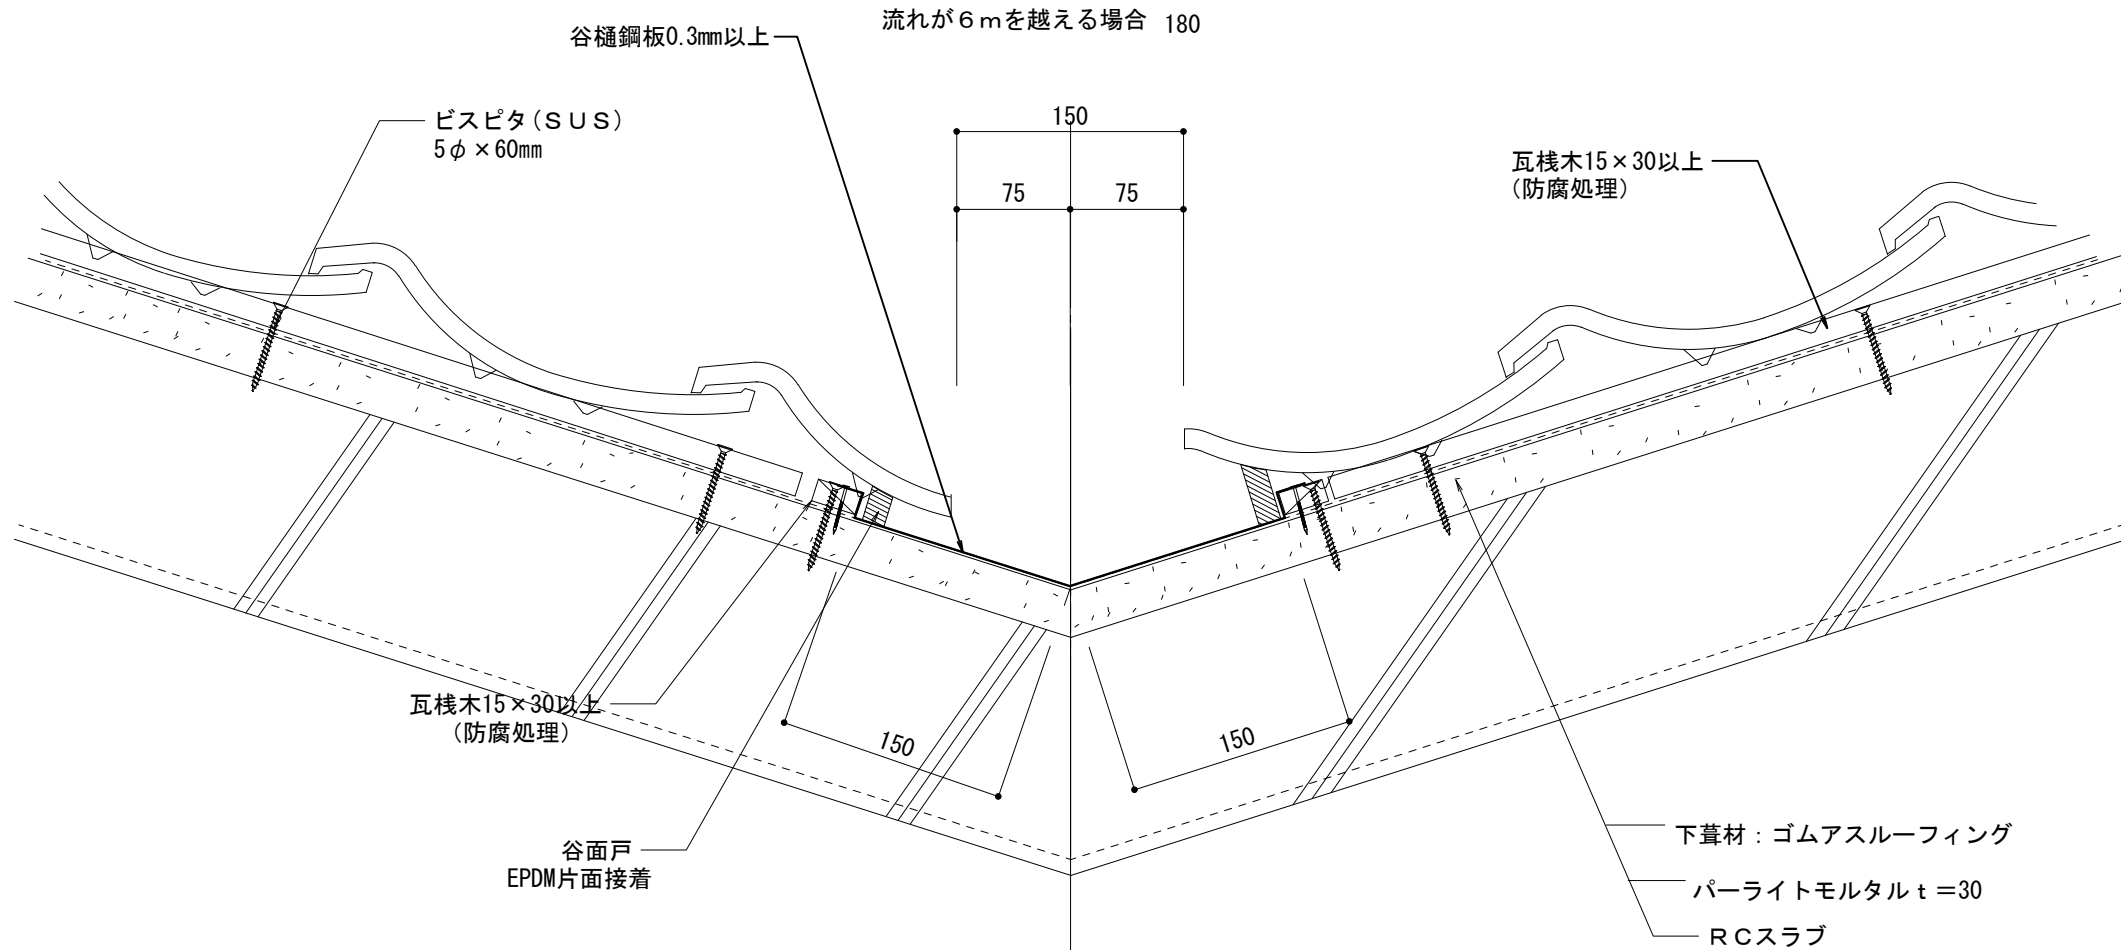 流れが６ｍを越える場合 180
谷樋鋼板0.3mm以上
ビスピタ（ＳＵＳ）
5φ×60mm
150
75
75
瓦桟木15×30以上
（防腐処理）
瓦桟木15×30以上
（防腐処理）
150
150
谷面戸
EPDM片面接着
下葺材：ゴムアスルーフィング
パーライトモルタルｔ＝30
ＲＣスラブ